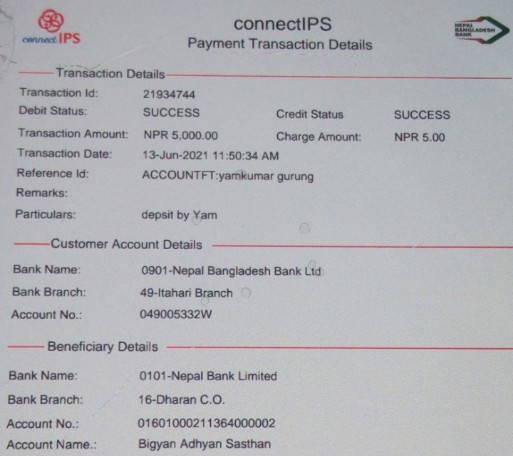 connectIPS
connect IPS
NEPAL BANGLADESH BANK
Payment Transaction Details
Transaction Details
Transaction Id: 21934744
Debit Status: SUCCESS Credit Status SUCCESS
Transaction Amount: NPR 5,000.00 Charge Amount: NPR 5.00
Transaction Date: 13-Jun-2021 11:50:34 AM
Reference Id: ACCOUNTFT:yamkumar gurung
Remarks:
Particulars: depsit by Yam
Customer Account Details
Bank Name: 0901-Nepal Bangladesh Bank Ltd
Bank Branch: 49-Itahari Branch
Account No.: 049005332W
Beneficiary Details
Bank Name: 0101-Nepal Bank Limited
Bank Branch: 16-Dharan C.O.
Account No.: 01601000211364000002
Account Name.: Bigyan Adhyan Sasthan